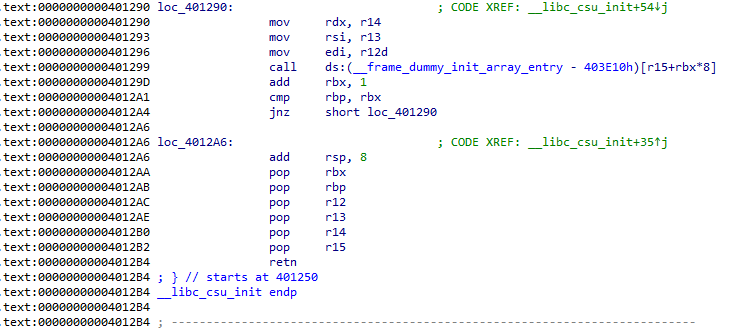 .text:0000000000401290 loc_401290: ; CODE XREF: __libc_csu_init+54↓j
.text:0000000000401290 mov rdx, r14
.text:0000000000401293 mov rsi, r13
.text:0000000000401296 mov edi, r12d
.text:0000000000401299 call ds:(__frame_dummy_init_array_entry - 403E10h)[r15+rbx*8]
.text:000000000040129D add rbx, 1
.text:00000000004012A1 cmp rbp, rbx
.text:00000000004012A4 jnz short loc_401290
.text:00000000004012A6
.text:00000000004012A6 loc_4012A6: ; CODE XREF: __libc_csu_init+35↑j
.text:00000000004012A6 add rsp, 8
.text:00000000004012AA pop rbx
.text:00000000004012AB pop rbp
.text:00000000004012AC pop r12
.text:00000000004012AE pop r13
.text:00000000004012B0 pop r14
.text:00000000004012B2 pop r15
.text:00000000004012B4 retn
.text:00000000004012B4 ; } // starts at 401250
.text:00000000004012B4 __libc_csu_init endp
.text:00000000004012B4
.text:00000000004012B4 ; ---------------------------------------------------------------------------